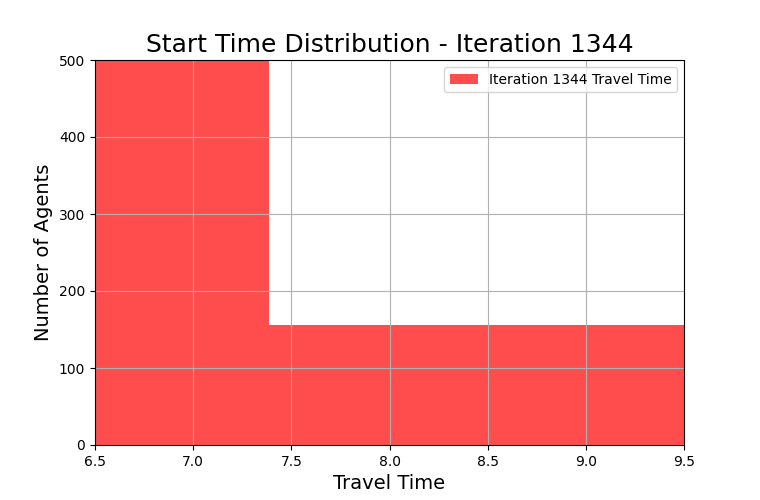 Start Time Distribution - Iteration 1344
Iteration 1344 Travel Time
Number of Agents
500
400
300
200
100
0
6.5 7.0 7.5 8.0 8.5 9.0 9.5
Travel Time